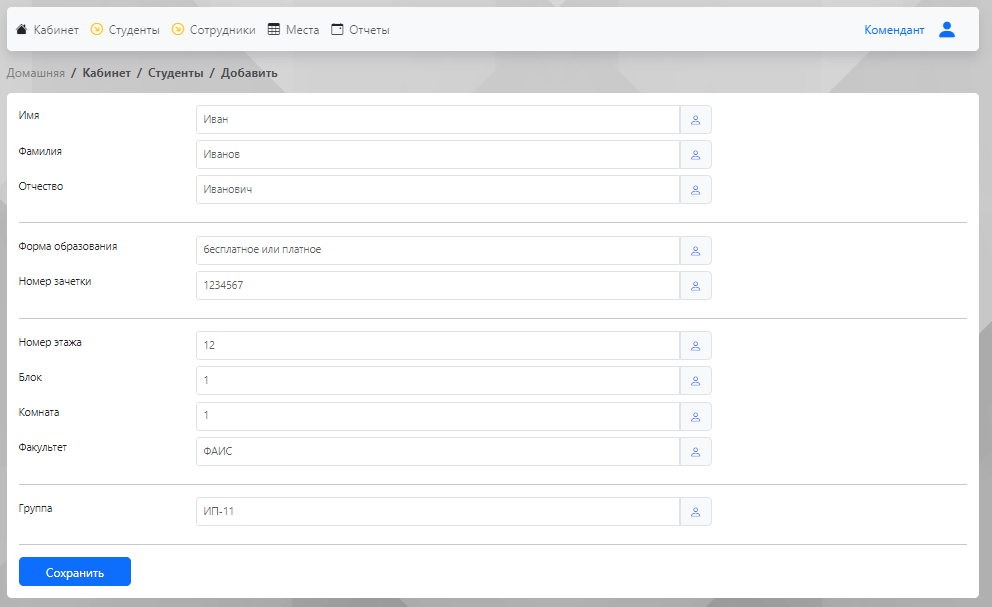 Кабинет Студенты Сотрудники Места Отчеты Комендант
Домашняя / Кабинет / Студенты / Добавить
Имя Иван
Фамилия Иванов
Отчество Иванович
Форма образования бесплатное или платное
Номер зачетки 1234567
Номер этажа 12
Блок 1
Комната 1
Факультет ФАИС
Группа ИП-11
Сохранить